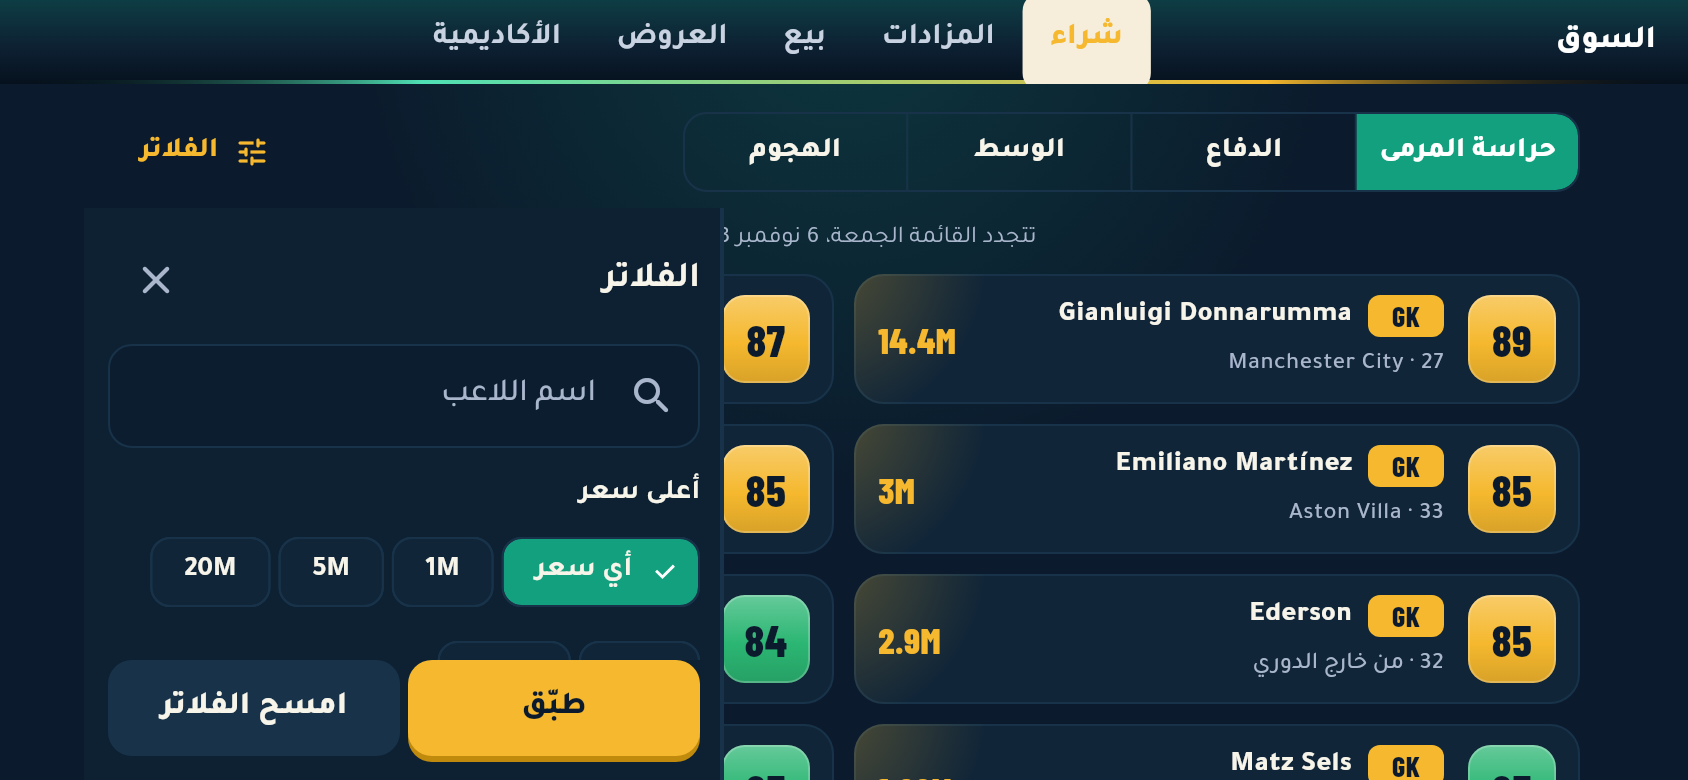 السوق
شراء
المزادات
بيع
العروض
الأكاديمية
حراسة المرمى
الدفاع
الوسط
الهجوم
الفلاتر
تتجدد القائمة الجمعة، 6 نوفمبر
89
GK
Gianluigi Donnarumma
27 · Manchester City
14.4M
87
85
GK
Emiliano Martínez
33 · Aston Villa
3M
85
85
GK
Ederson
32 · من خارج الدوري
2.9M
84
GK
Matz Sels
الفلاتر
اسم اللاعب
أعلى سعر
أي سعر
1M
5M
20M
طبّق
امسح الفلاتر